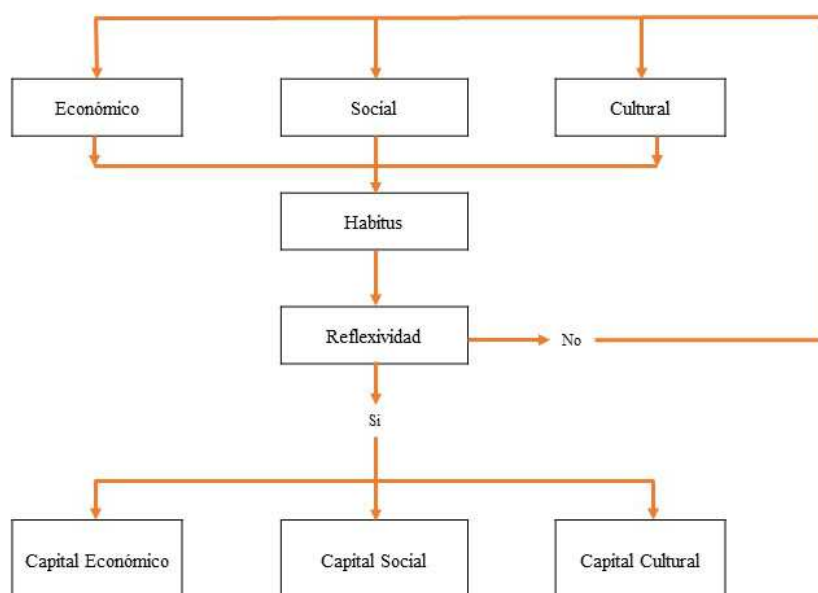 Económico
Social
Cultural
Habitus
Reflexividad
No
Si
Capital Económico
Capital Social
Capital Cultural